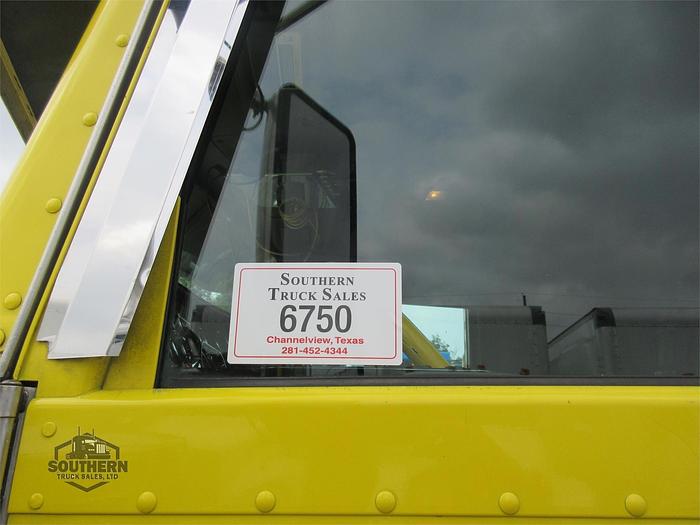 Southern
Truck Sales
6750
Channelview, Texas
281-452-4344
SOUTHERN
TRUCK SALES, LTD